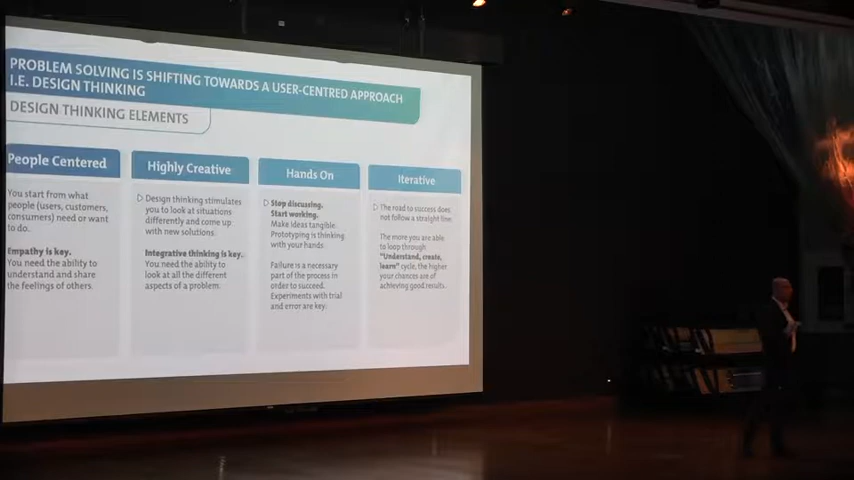 PROBLEM SOLVING IS SHIFTING TOWARDS A USER-CENTRED APPROACH
I.E. DESIGN THINKING
DESIGN THINKING ELEMENTS
People Centered
You start from what
people (users, customers,
consumers) need or want
to do.
Empathy is key.
You need the ability to
understand and share
the feelings of others.
Highly Creative
Design thinking stimulates
you to look at situations
differently and come up
with new solutions.
Integrative thinking is key.
You need the ability to
look at all the different
aspects of a problem.
Hands On
Stop discussing.
Start working.
Make ideas tangible.
Prototyping is thinking
with your hands.
Failure is a necessary
part of the process in
order to succeed.
Experiments with trial
and error are key.
Iterative
The road to success does
not follow a straight line.
The more you are able
to loop through
"Understand, create,
learn" cycle, the higher
your chances are of
achieving good results.